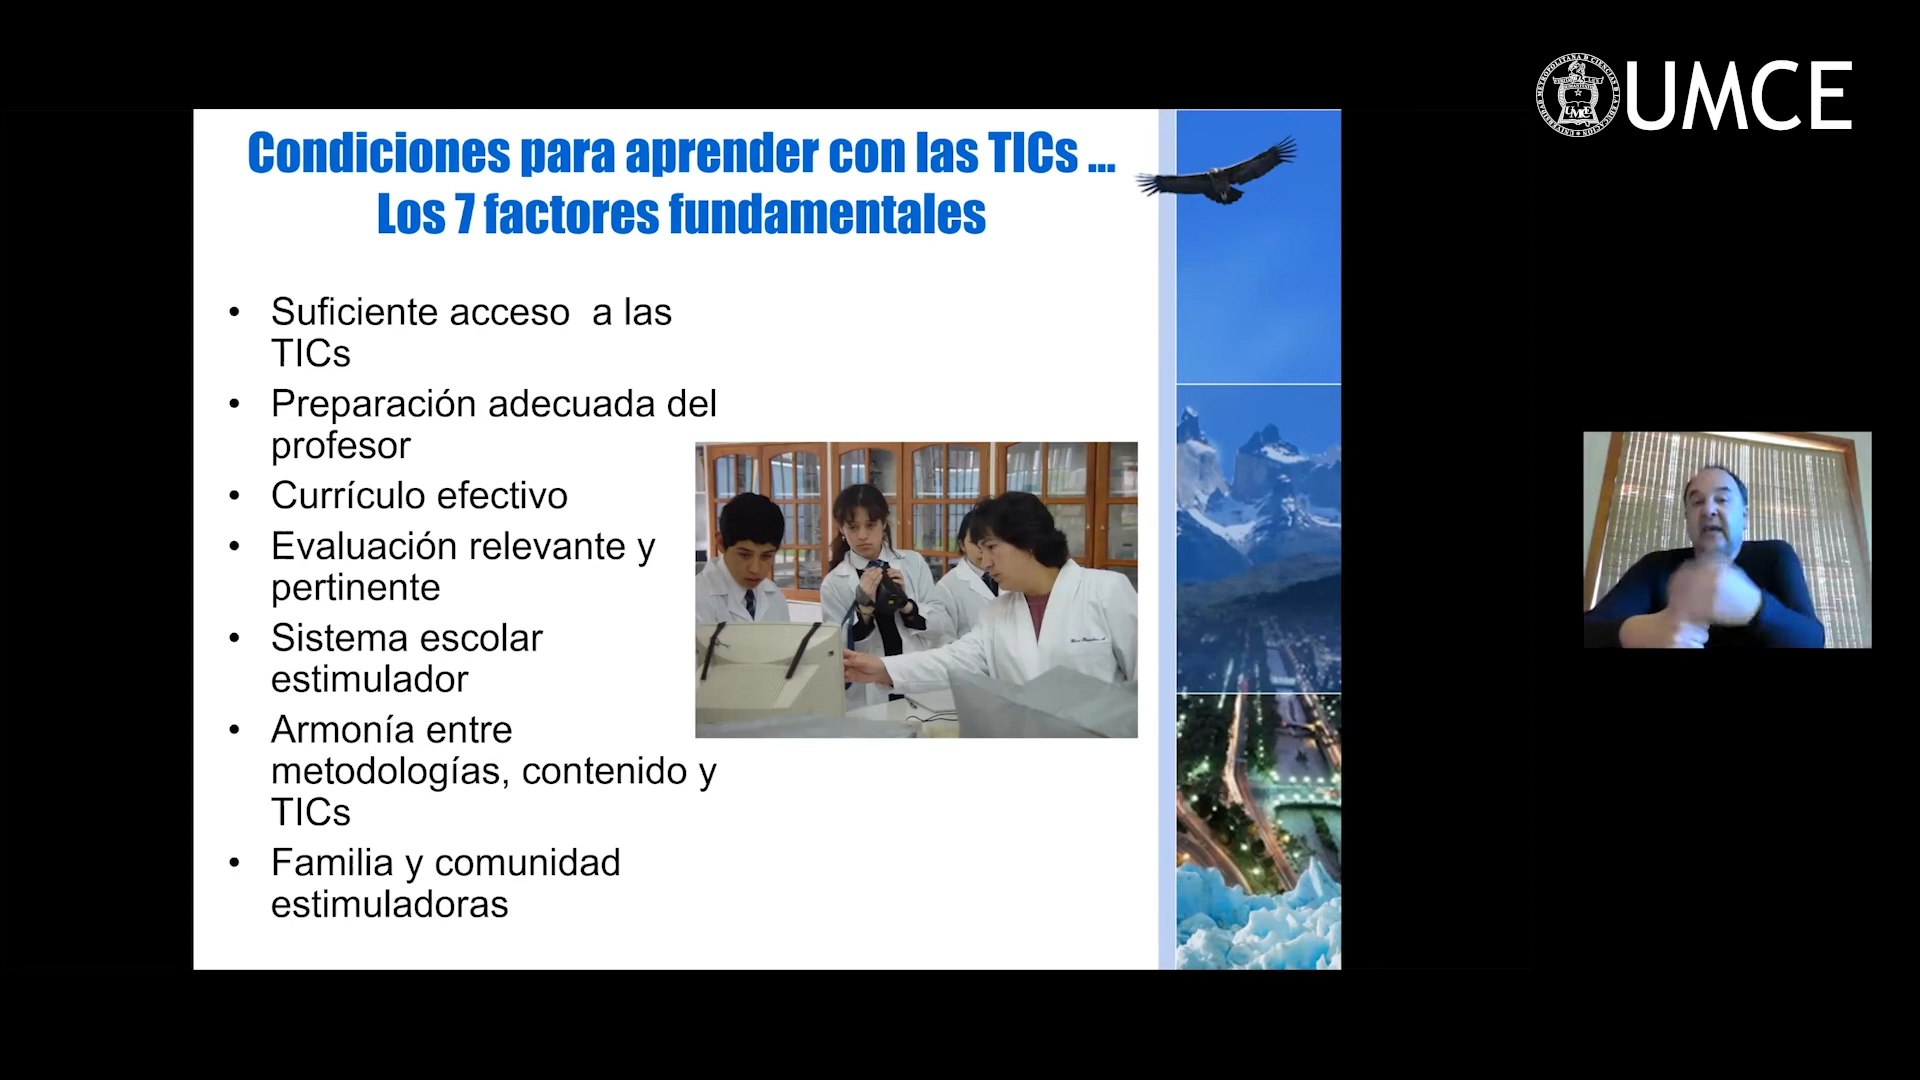 UMCE
Condiciones para aprender con las TICs ...
Los 7 factores fundamentales
• Suficiente acceso a las
TICs
• Preparación adecuada del
profesor
• Currículo efectivo
• Evaluación relevante y
pertinente
• Sistema escolar
estimulador
• Armonía entre
metodologías, contenido y
TICs
• Familia y comunidad
estimuladoras